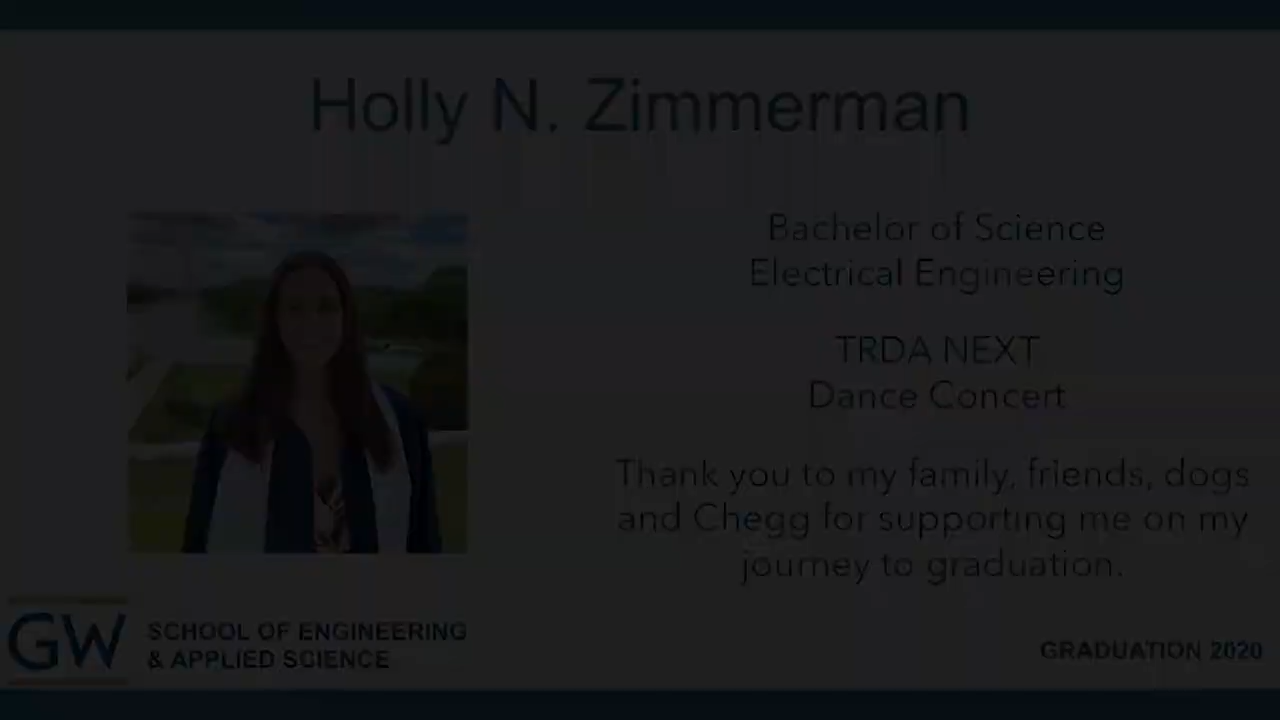 Holly N. Zimmerman
Bachelor of Science
Electrical Engineering
TRDA NEXT
Dance Concert
Thank you to my family, friends, dogs
and Chegg for supporting me on my
journey to graduation.
GW
SCHOOL OF ENGINEERING
& APPLIED SCIENCE
GRADUATION 2020